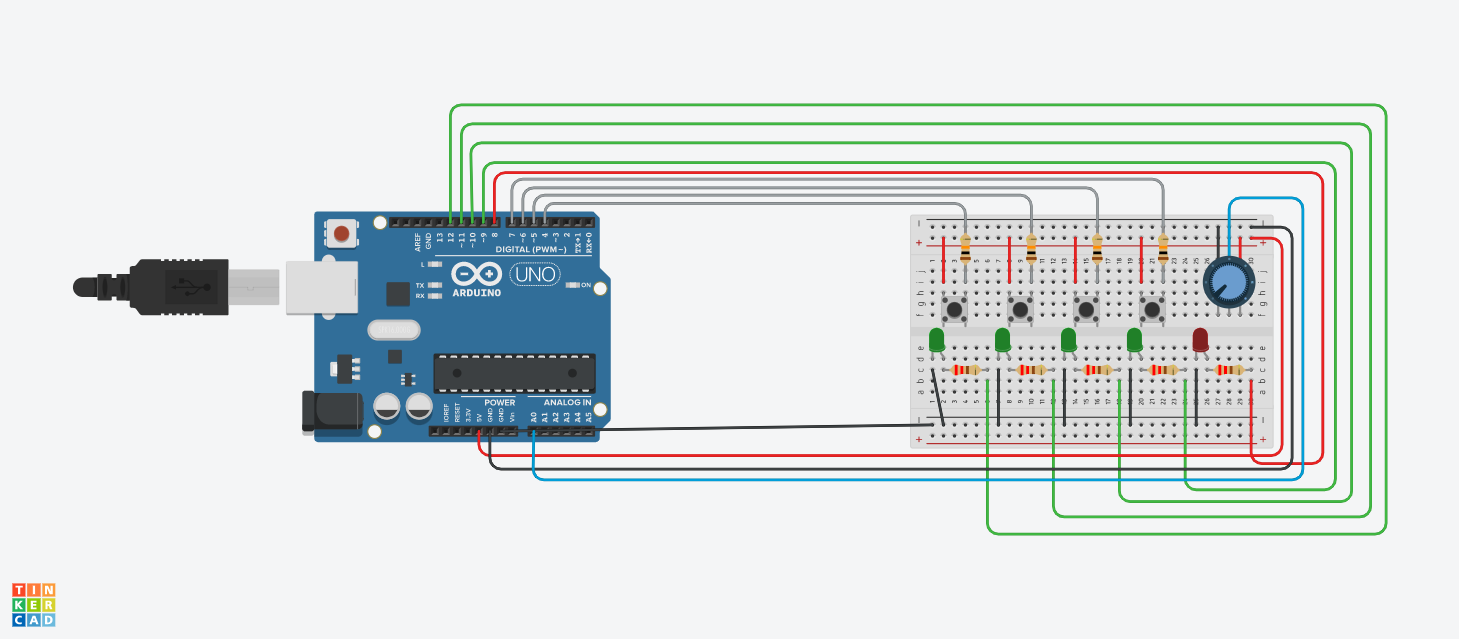 AREF
GND
13
12
~11
~10
~9
8
7
~6
~5
4
~3
2
TX→1
RX←0
DIGITAL (PWM~)
L
TX
RX
ARDUINO
UNO
ON
POWER
ANALOG IN
IOREF
RESET
3.3V
5V
GND
GND
Vin
A0
A1
A2
A3
A4
A5
TIN
KER
CAD